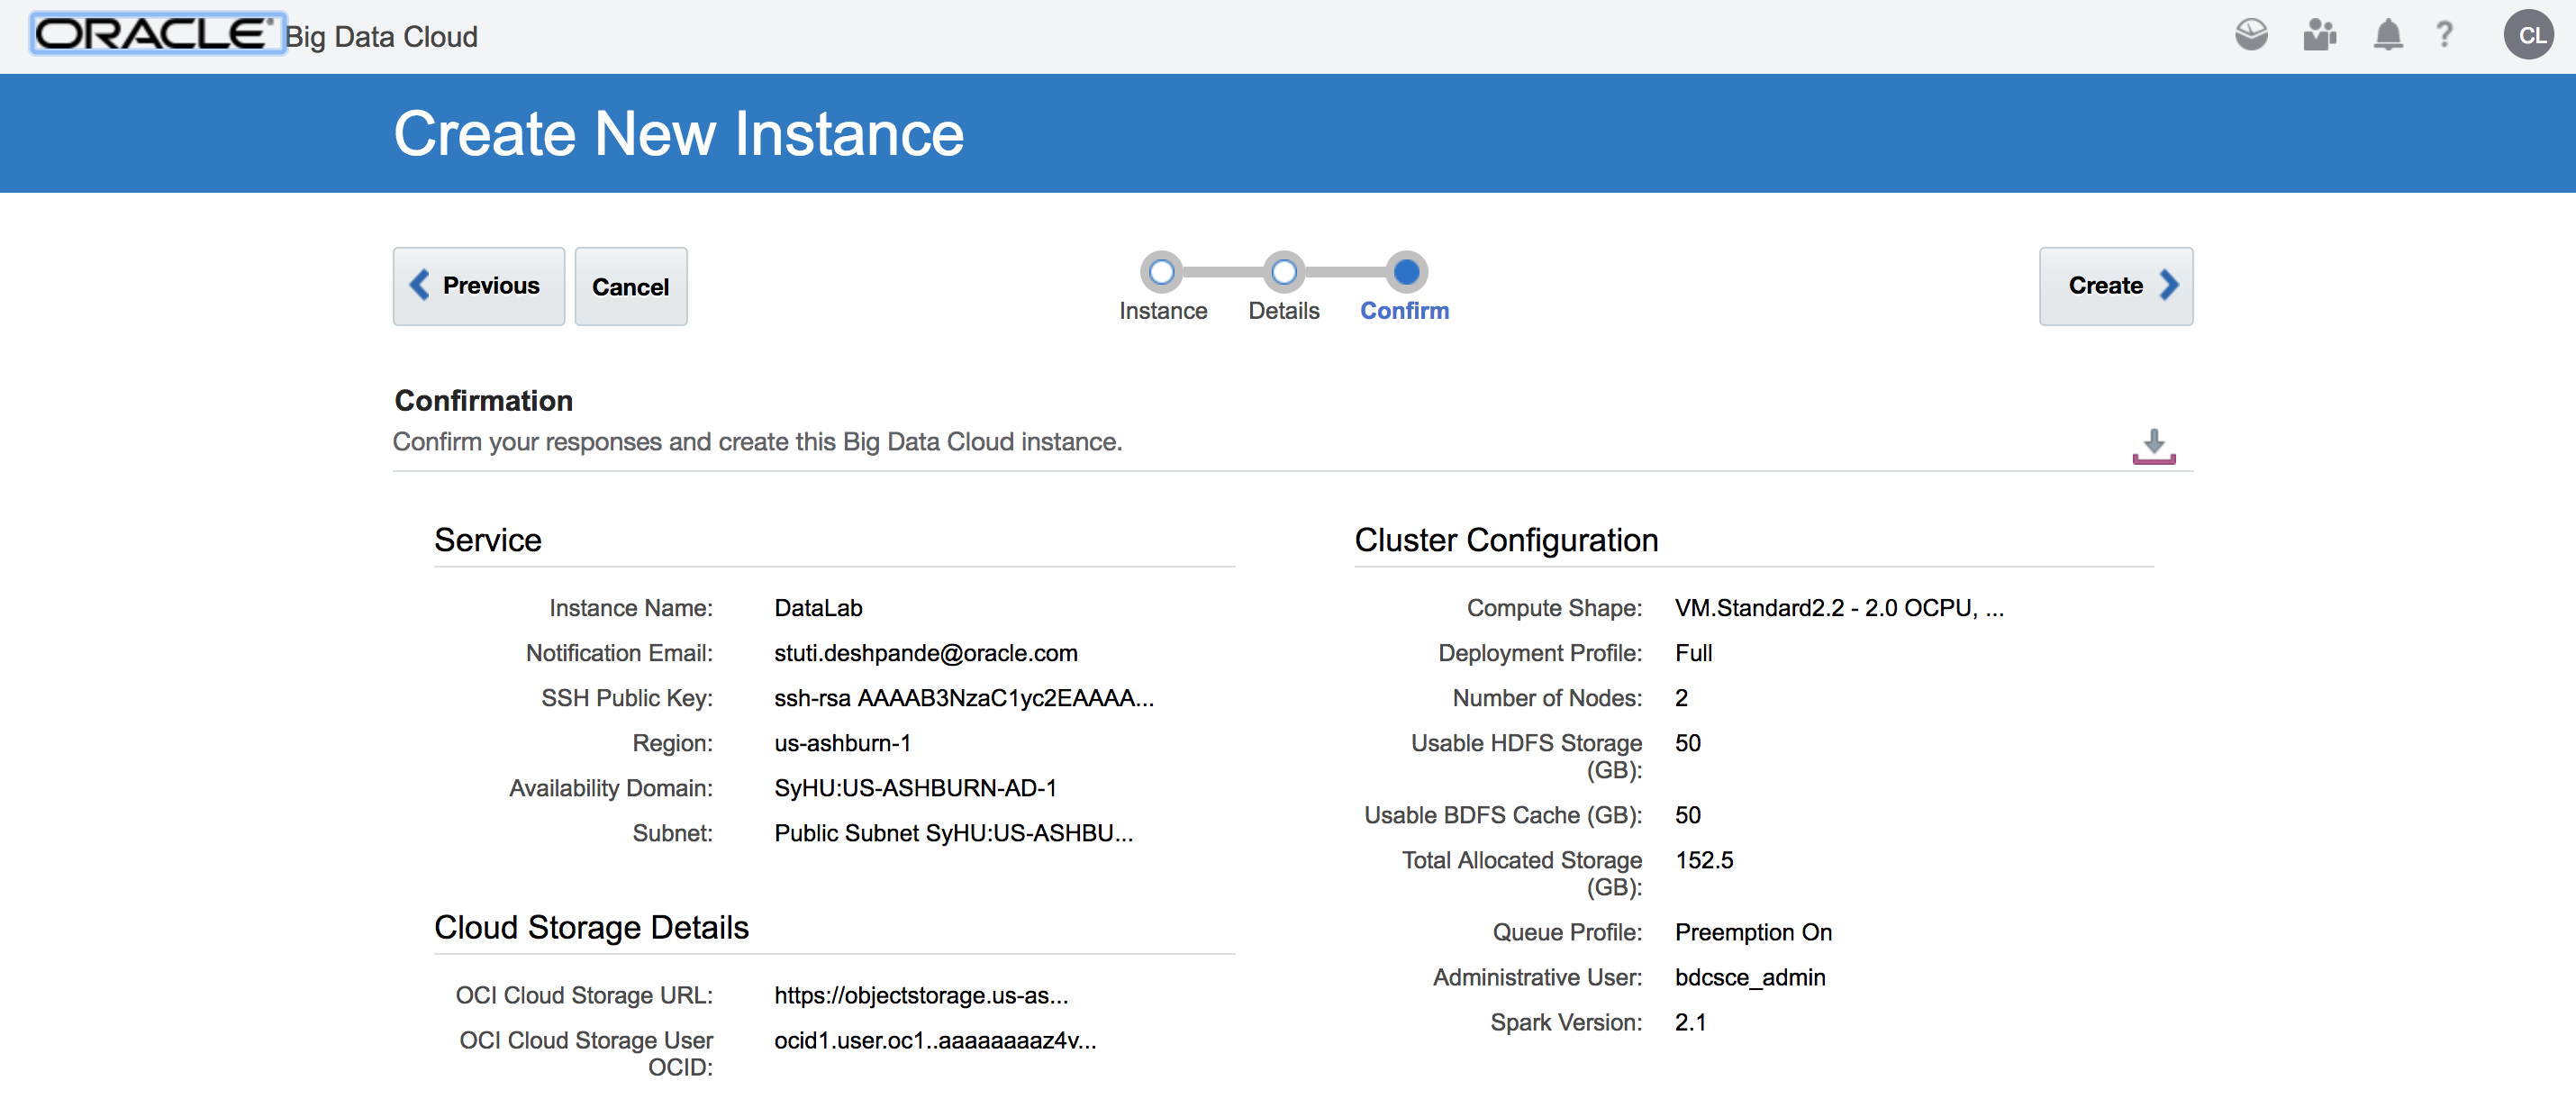 ORACLE® Big Data Cloud
? CL
Create New Instance
Previous Cancel
Instance Details Confirm
Create
Confirmation
Confirm your responses and create this Big Data Cloud instance.
Service
Instance Name: DataLab
Notification Email: stuti.deshpande@oracle.com
SSH Public Key: ssh-rsa AAAAB3NzaC1yc2EAAAA...
Region: us-ashburn-1
Availability Domain: SyHU:US-ASHBURN-AD-1
Subnet: Public Subnet SyHU:US-ASHBU...
Cloud Storage Details
OCI Cloud Storage URL: https://objectstorage.us-as...
OCI Cloud Storage User ocid1.user.oc1..aaaaaaaaz4v...
OCID:
Cluster Configuration
Compute Shape: VM.Standard2.2 - 2.0 OCPU, ...
Deployment Profile: Full
Number of Nodes: 2
Usable HDFS Storage 50
(GB):
Usable BDFS Cache (GB): 50
Total Allocated Storage 152.5
(GB):
Queue Profile: Preemption On
Administrative User: bdcsce_admin
Spark Version: 2.1